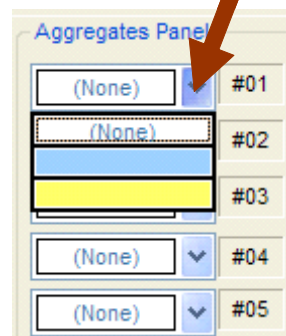 Aggregates Panel
(None) #01
(None) #02
#03
(None) #04
(None) #05